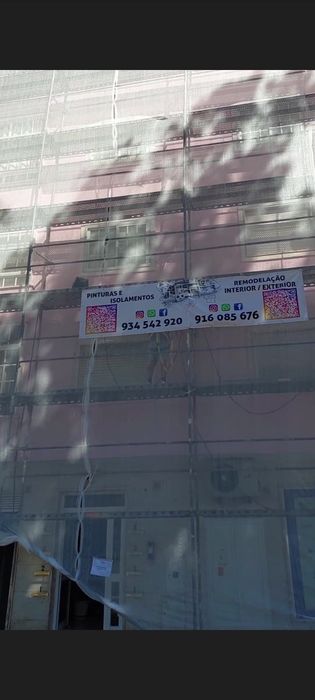 PINTURAS E
ISOLAMENTOS
934 542 920
REMODELAÇÃO
INTERIOR / EXTERIOR
916 085 676